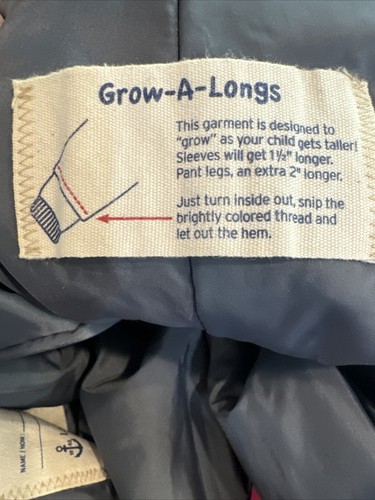 Grow-A-Longs
This garment is designed to
"grow" as your child gets taller!
Sleeves will get 1½" longer.
Pant legs, an extra 2" longer.
Just turn inside out, snip the
brightly colored thread and
let out the hem.
NAME / NOM: